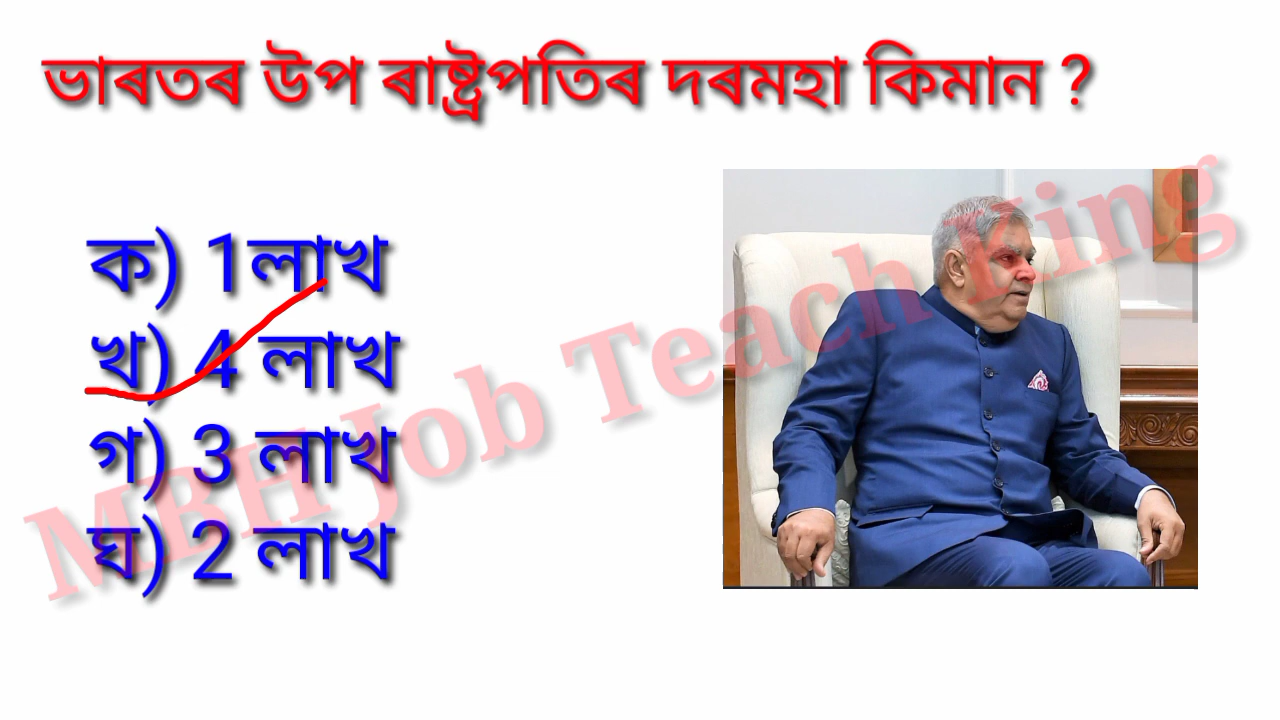 ভাৰতৰ উপ ৰাষ্ট্ৰপতিৰ দৰমহা কিমান ?
ক) 1লাখ
খ) 4 লাখ
গ) 3 লাখ
ঘ) 2 লাখ
MBH Job Teach King